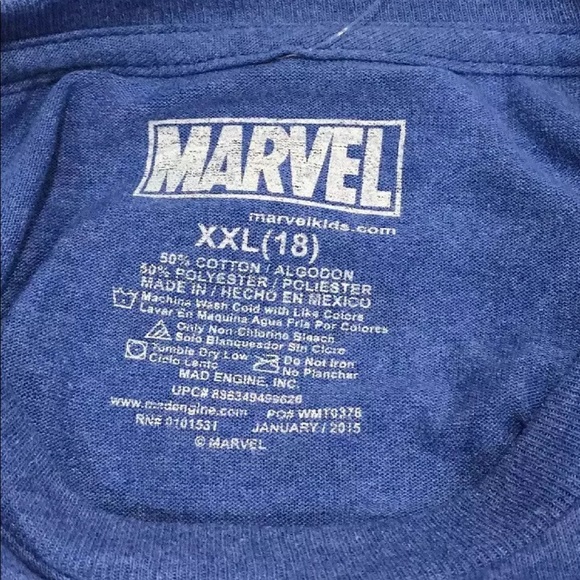 MARVEL
marvelkids.com
XXL(18)
50% COTTON / ALGODON
50% POLYESTER / POLIESTER
MADE IN / HECHO EN MEXICO
Machine Wash Cold with Like Colors
Lavar En Maquina Agua Fria Por Colores
Only Non-Chlorine Bleach
Solo Blanqueador Sin Cloro
Tumble Dry Low Do Not Iron
Ciclo Lento No Planchar
MAD ENGINE, INC.
UPC# 896349499626
www.madengine.com PO# WMT0376
RN# 0101531 JANUARY / 2015
© MARVEL